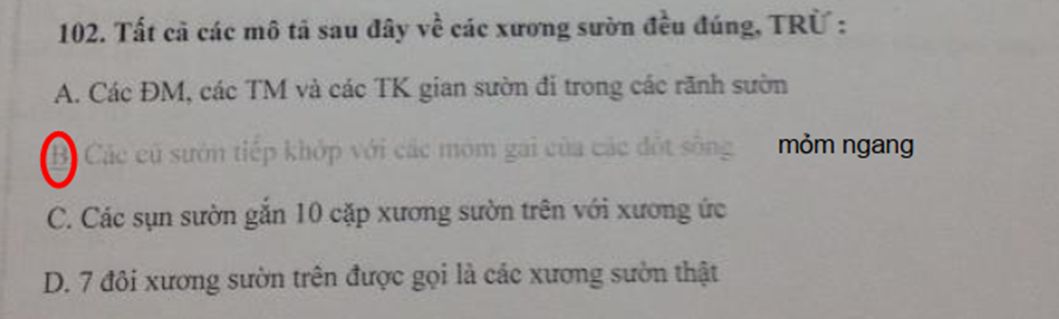 102. Tất cả các mô tả sau đây về các xương sườn đều đúng, TRỪ :
A. Các ĐM, các TM và các TK gian sườn đi trong các rãnh sườn
B. Các củ sườn tiếp khớp với các mỏm gai của các đốt sống mỏm ngang
C. Các sụn sườn gắn 10 cặp xương sườn trên với xương ức
D. 7 đôi xương sườn trên được gọi là các xương sườn thật